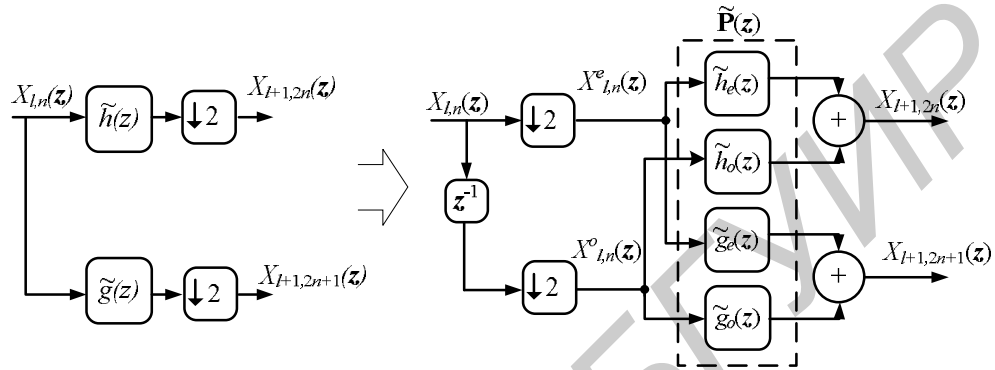 X_{l,n}(z)
h̃(z)
↓2
X_{l+1,2n}(z)
g̃(z)
↓2
X_{l+1,2n+1}(z)
P̃(z)
X_{l,n}(z)
↓2
X^e_{l,n}(z)
z^{-1}
↓2
X^o_{l,n}(z)
h̃_e(z)
h̃_o(z)
g̃_e(z)
g̃_o(z)
+
X_{l+1,2n}(z)
+
X_{l+1,2n+1}(z)
БГУИР